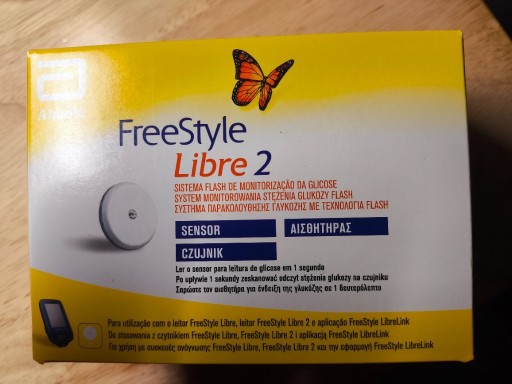 Abbott
FreeStyle
Libre 2
SISTEMA FLASH DE MONITORIZAÇÃO DA GLICOSE
SYSTEM MONITOROWANIA STĘŻENIA GLUKOZY FLASH
ΣΥΣΤΗΜΑ ΠΑΡΑΚΟΛΟΥΘΗΣΗΣ ΓΛΥΚΟΖΗΣ ΜΕ ΤΕΧΝΟΛΟΓΙΑ FLASH
SENSOR ΑΙΣΘΗΤΗΡΑΣ
CZUJNIK
Ler o sensor para leitura de glicose em 1 segundo
Po upływie 1 sekundy zeskanować odczyt stężenia glukozy na czujniku
Σαρώστε τον αισθητήρα για ένδειξη της γλυκόζης σε 1 δευτερόλεπτο
Para utilização com o leitor FreeStyle Libre, leitor FreeStyle Libre 2 e aplicação FreeStyle LibreLink
Do stosowania z czytnikiem FreeStyle Libre, FreeStyle Libre 2 i aplikacją FreeStyle LibreLink
Για χρήση με συσκευές ανάγνωσης FreeStyle Libre, FreeStyle Libre 2 και την εφαρμογή FreeStyle LibreLink